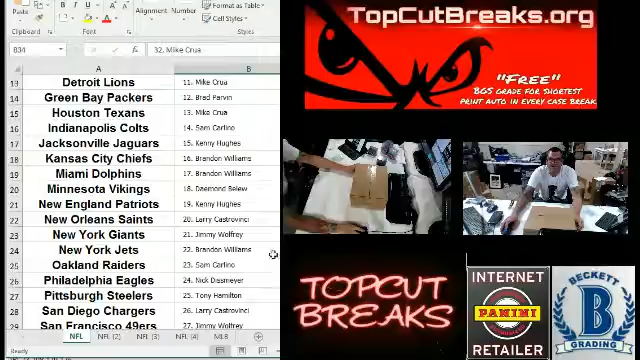 Clipboard
Font
Alignment
Number
Format as Table
Cell Styles
Styles
B34
32, Mike Crua
A
B
13 Detroit Lions 11. Mike Crua
14 Green Bay Packers 12. Brad Parvin
15 Houston Texans 13. Mike Crua
16 Indianapolis Colts 14. Sam Carlino
17 Jacksonville Jaguars 15. Kenny Hughes
18 Kansas City Chiefs 16. Brandon Williams
19 Miami Dolphins 17. Brandon Williams
20 Minnesota Vikings 18. Daemond Belew
21 New England Patriots 19. Kenny Hughes
22 New Orleans Saints 20. Larry Castrovinci
23 New York Giants 21. Jimmy Wolfrey
24 New York Jets 22. Brandon Williams
25 Oakland Raiders 23. Sam Carlino
26 Philadelphia Eagles 24. Nick Diasmeyer
27 Pittsburgh Steelers 25. Tony Hamilton
28 San Diego Chargers 26. Larry Castrovinci
29 San Francisco 49ers 27. Jimmy Wolfrey
NFL NFL (2) NFL (3) NFL (4) MLB
Ready
TopCutBreaks.org
"Free"
BGS grade for shortest
print auto in every case break
TOPCUT
BREAKS
INTERNET
PANINI
RETAILER
BECKETT
B
GRADING